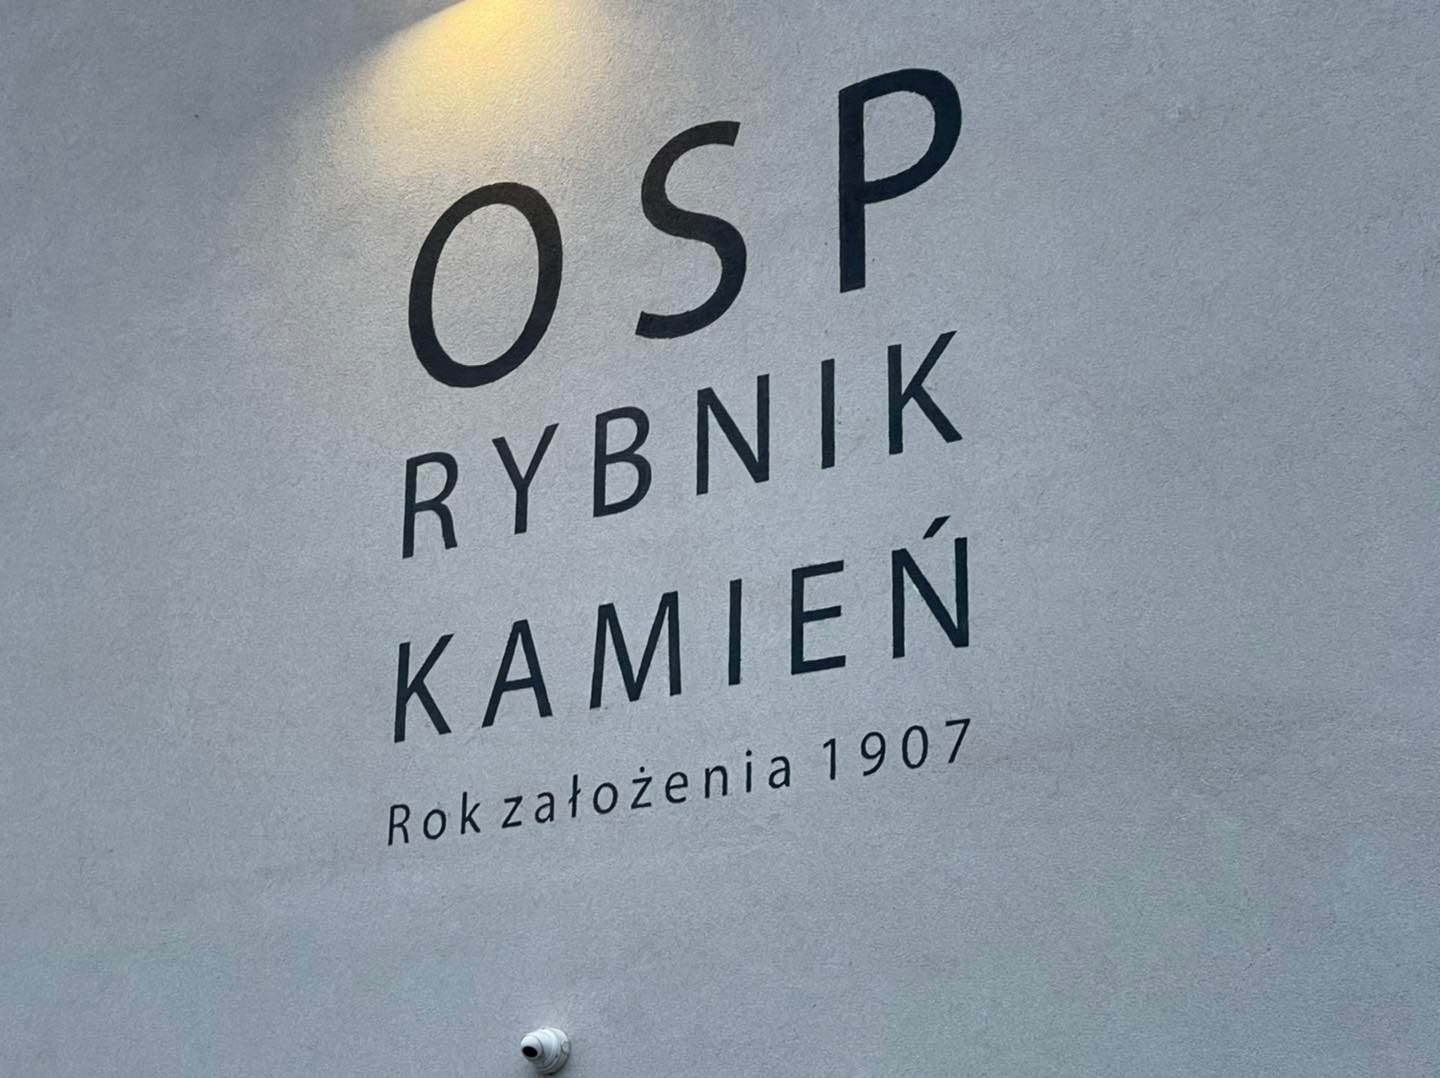 OSP
RYBNIK
KAMIEŃ
Rok założenia 1907